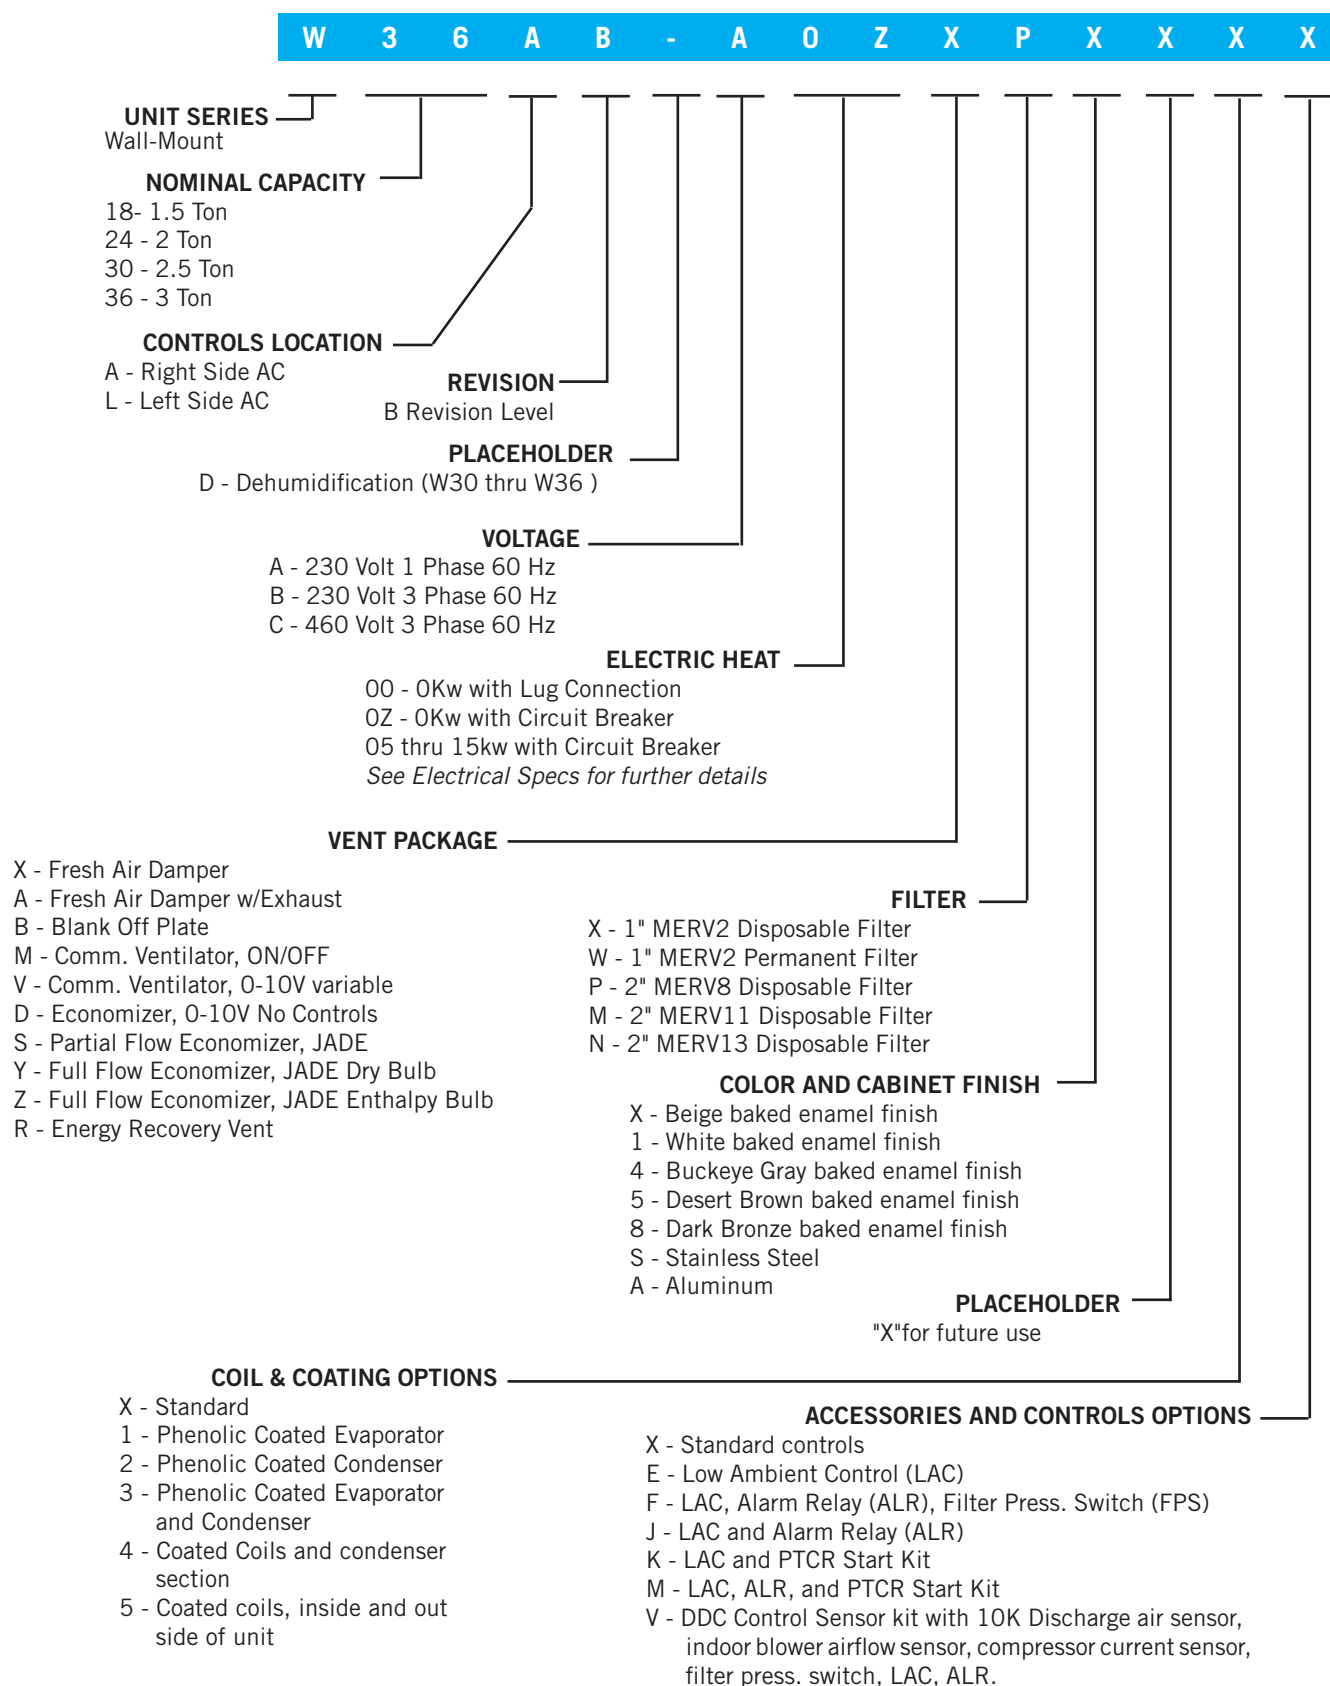 W 3 6 A B - A 0 Z X P X X X X
UNIT SERIES
Wall-Mount
NOMINAL CAPACITY
18- 1.5 Ton
24 - 2 Ton
30 - 2.5 Ton
36 - 3 Ton
CONTROLS LOCATION
A - Right Side AC
L - Left Side AC
REVISION
B Revision Level
PLACEHOLDER
D - Dehumidification (W30 thru W36 )
VOLTAGE
A - 230 Volt 1 Phase 60 Hz
B - 230 Volt 3 Phase 60 Hz
C - 460 Volt 3 Phase 60 Hz
ELECTRIC HEAT
00 - 0Kw with Lug Connection
0Z - 0Kw with Circuit Breaker
05 thru 15kw with Circuit Breaker
See Electrical Specs for further details
VENT PACKAGE
X - Fresh Air Damper
A - Fresh Air Damper w/Exhaust
B - Blank Off Plate
M - Comm. Ventilator, ON/OFF
V - Comm. Ventilator, 0-10V variable
D - Economizer, 0-10V No Controls
S - Partial Flow Economizer, JADE
Y - Full Flow Economizer, JADE Dry Bulb
Z - Full Flow Economizer, JADE Enthalpy Bulb
R - Energy Recovery Vent
FILTER
X - 1" MERV2 Disposable Filter
W - 1" MERV2 Permanent Filter
P - 2" MERV8 Disposable Filter
M - 2" MERV11 Disposable Filter
N - 2" MERV13 Disposable Filter
COLOR AND CABINET FINISH
X - Beige baked enamel finish
1 - White baked enamel finish
4 - Buckeye Gray baked enamel finish
5 - Desert Brown baked enamel finish
8 - Dark Bronze baked enamel finish
S - Stainless Steel
A - Aluminum
PLACEHOLDER
"X"for future use
COIL & COATING OPTIONS
X - Standard
1 - Phenolic Coated Evaporator
2 - Phenolic Coated Condenser
3 - Phenolic Coated Evaporator
and Condenser
4 - Coated Coils and condenser
section
5 - Coated coils, inside and out
side of unit
ACCESSORIES AND CONTROLS OPTIONS
X - Standard controls
E - Low Ambient Control (LAC)
F - LAC, Alarm Relay (ALR), Filter Press. Switch (FPS)
J - LAC and Alarm Relay (ALR)
K - LAC and PTCR Start Kit
M - LAC, ALR, and PTCR Start Kit
V - DDC Control Sensor kit with 10K Discharge air sensor,
indoor blower airflow sensor, compressor current sensor,
filter press. switch, LAC, ALR.